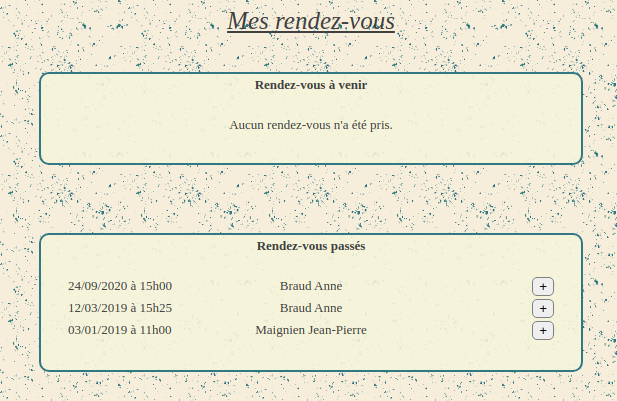 Mes rendez-vous
Rendez-vous à venir
Aucun rendez-vous n'a été pris.
Rendez-vous passés
24/09/2020 à 15h00 Braud Anne +
12/03/2019 à 15h25 Braud Anne +
03/01/2019 à 11h00 Maignien Jean-Pierre +